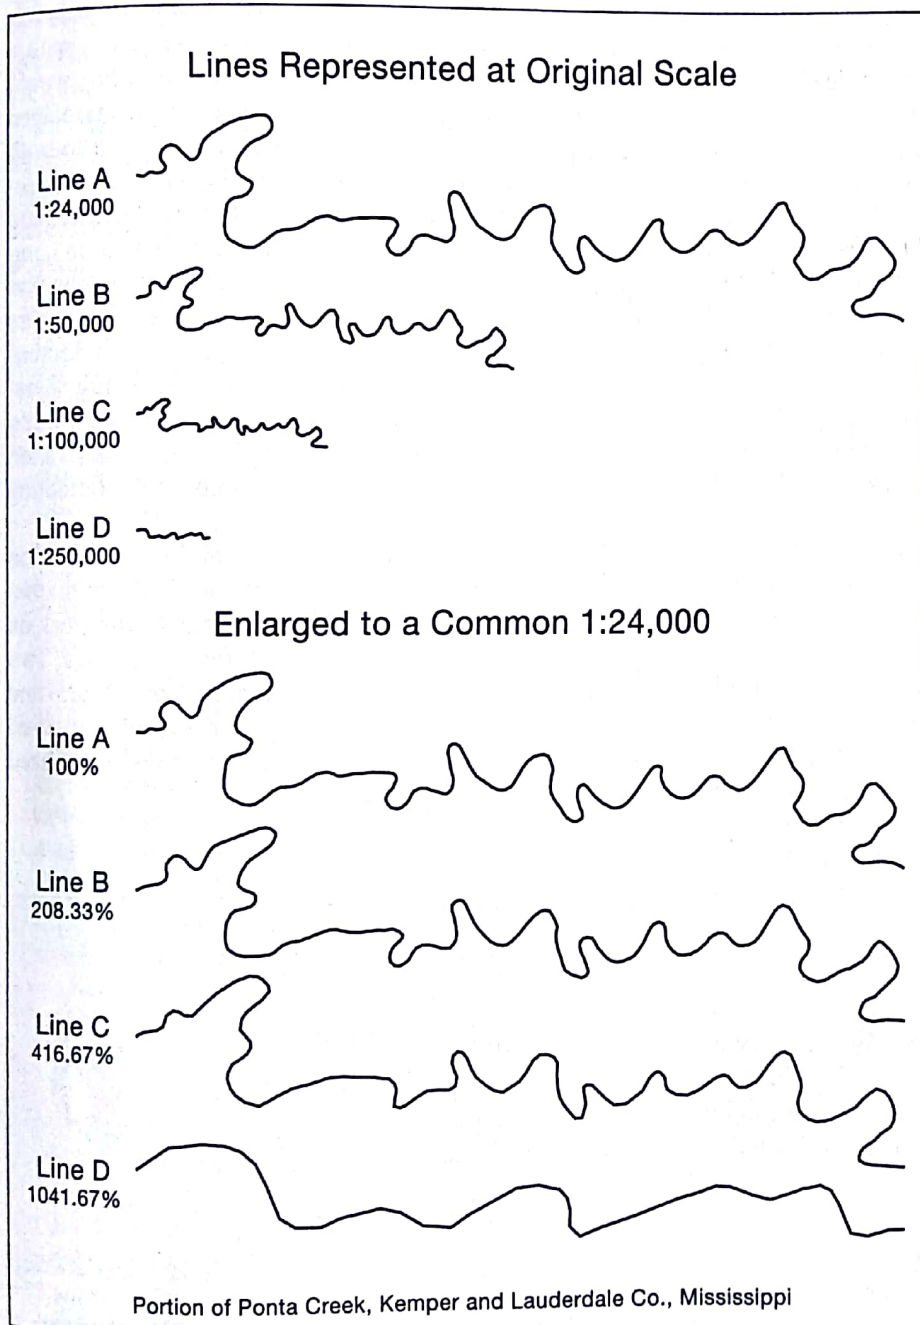 Lines Represented at Original Scale
Line A
1:24,000
Line B
1:50,000
Line C
1:100,000
Line D
1:250,000
Enlarged to a Common 1:24,000
Line A
100%
Line B
208.33%
Line C
416.67%
Line D
1041.67%
Portion of Ponta Creek, Kemper and Lauderdale Co., Mississippi